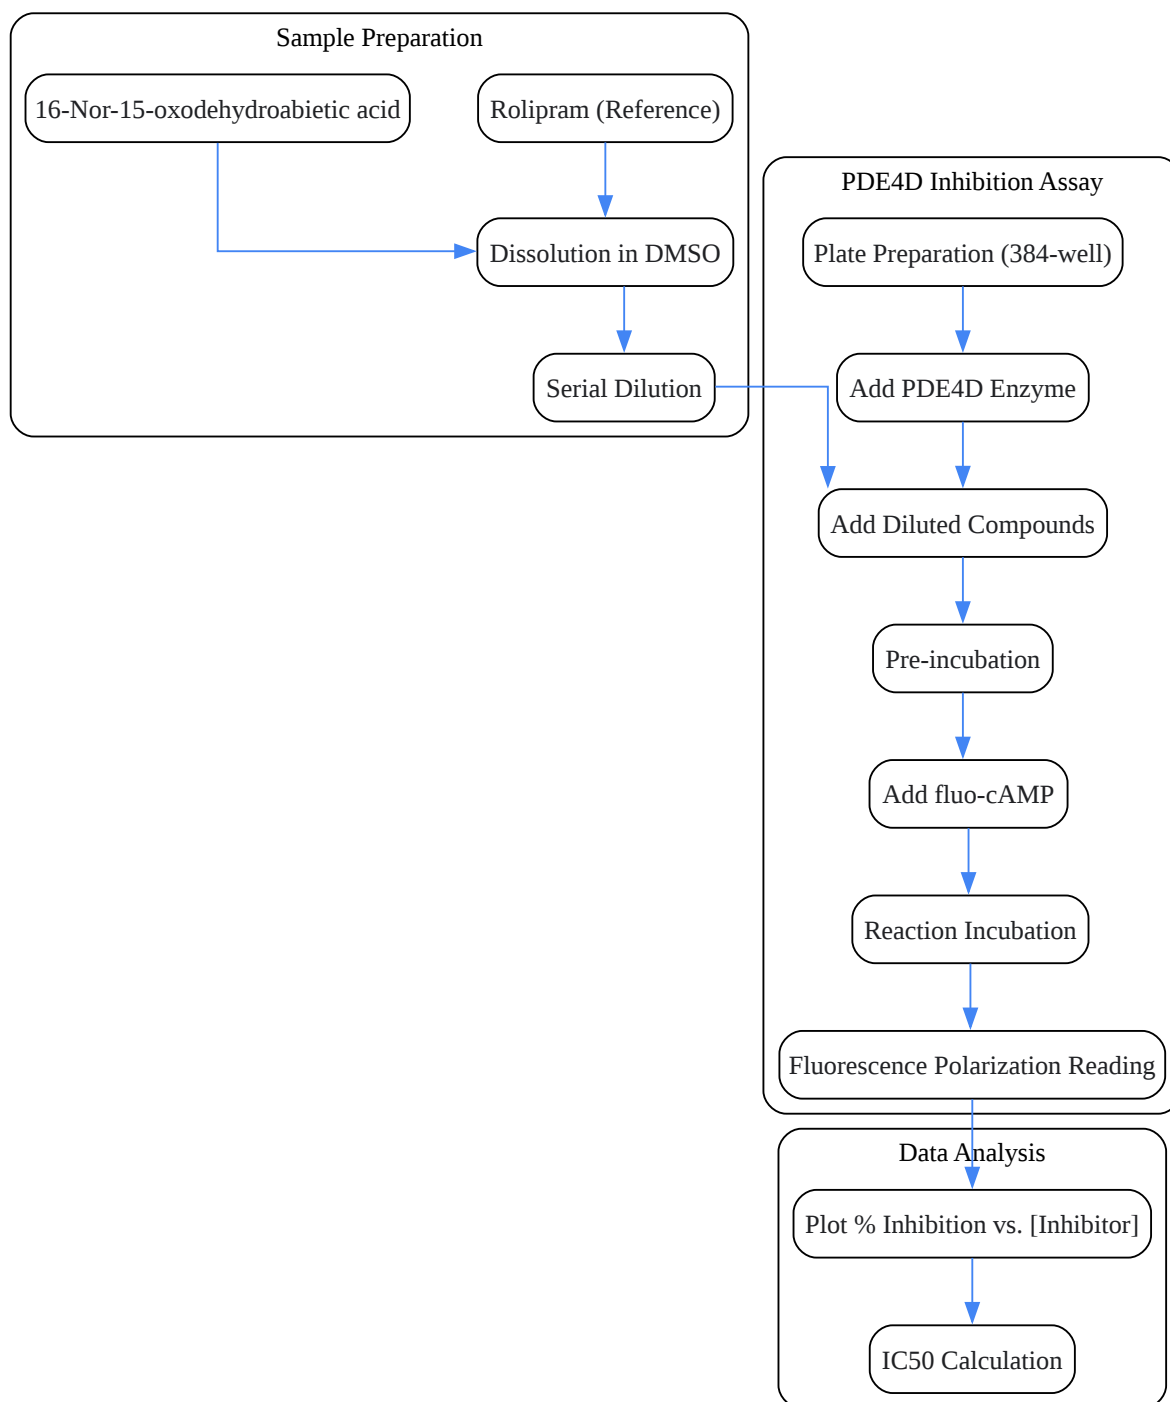 Sample Preparation
16-Nor-15-oxodehydroabietic acid
Rolipram (Reference)
Dissolution in DMSO
Serial Dilution
PDE4D Inhibition Assay
Plate Preparation (384-well)
Add PDE4D Enzyme
Add Diluted Compounds
Pre-incubation
Add fluo-cAMP
Reaction Incubation
Fluorescence Polarization Reading
Data Analysis
Plot % Inhibition vs. [Inhibitor]
IC50 Calculation